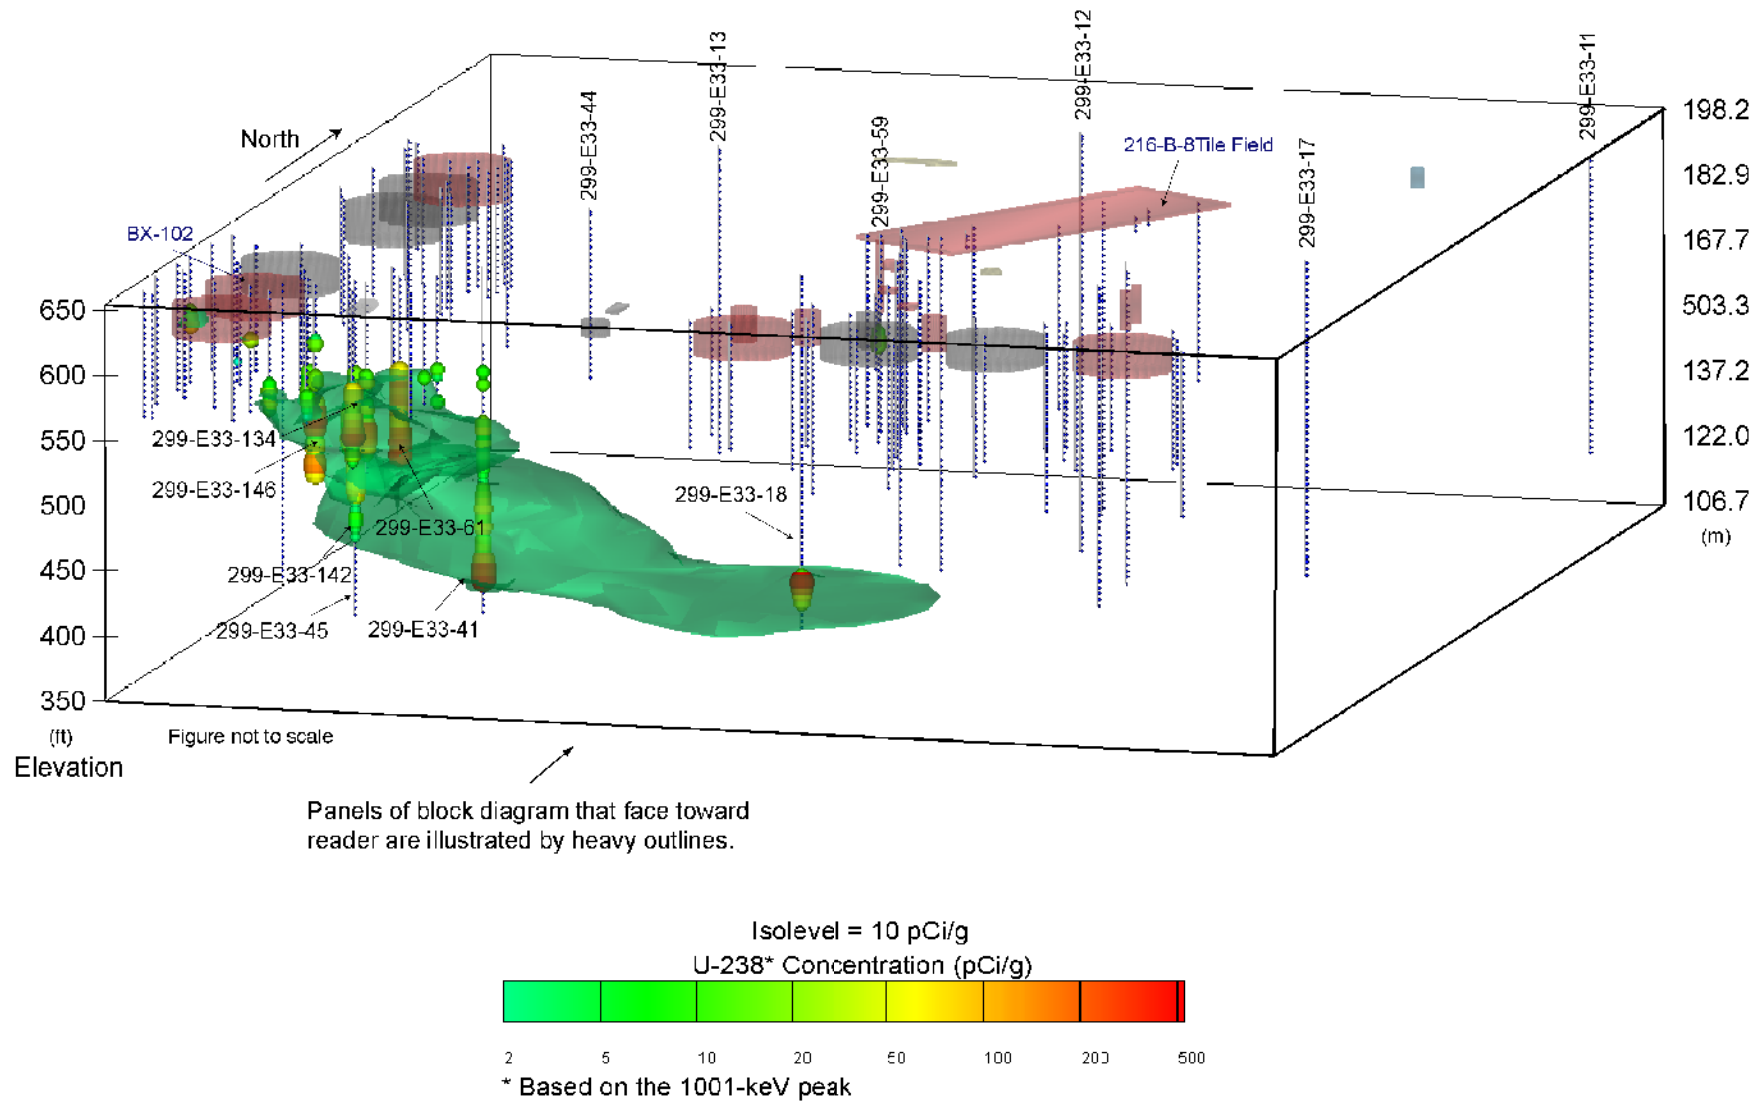 299-E33-12
299-E33-13
299-E33-11
299-E33-44
299-E33-59
299-E33-17
198.2
North
216-B-8Tile Field
182.9
BX-102
167.7
650
503.3
600
137.2
550
299-E33-134
122.0
299-E33-146
299-E33-18
500
299-E33-61
106.7
(m)
450
299-E33-142
400
299-E33-45
299-E33-41
350
(ft)
Elevation
Figure not to scale
Panels of block diagram that face toward
reader are illustrated by heavy outlines.
Isolevel = 10 pCi/g
U-238* Concentration (pCi/g)
2 5 10 20 50 100 200 500
* Based on the 1001-keV peak